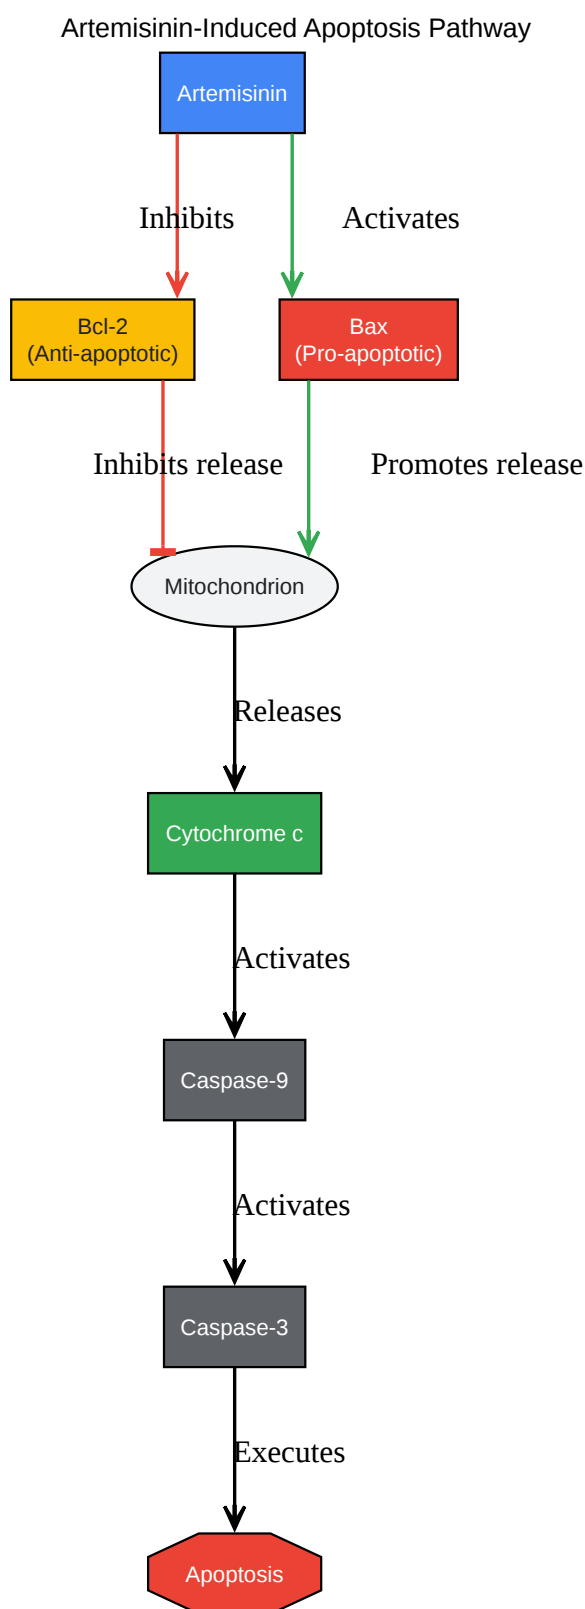 Artemisinin-Induced Apoptosis Pathway
Artemisinin
Inhibits
Activates
Bcl-2
(Anti-apoptotic)
Bax
(Pro-apoptotic)
Inhibits release
Promotes release
Mitochondrion
Releases
Cytochrome c
Activates
Caspase-9
Activates
Caspase-3
Executes
Apoptosis